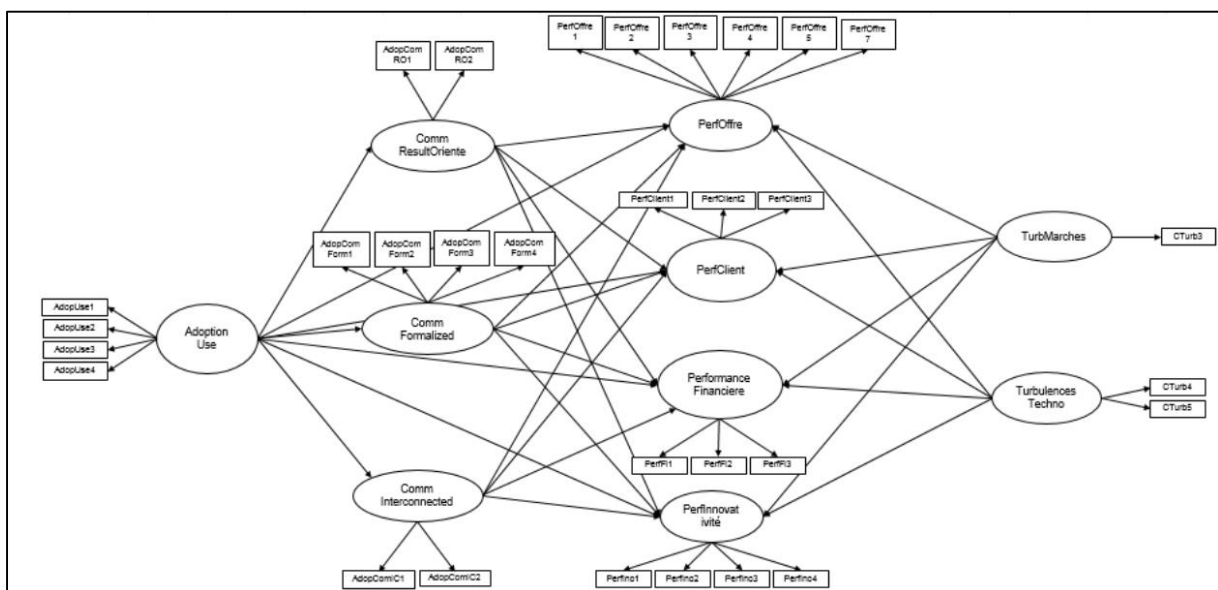 PerfOffre
1
PerfOffre
2
PerfOffre
3
PerfOffre
4
PerfOffre
5
PerfOffre
7
AdopCom
RO1
AdopCom
RO2
Comm
ResultOriente
PerfOffre
PerfClient1
PerfClient2
PerfClient3
AdopCom
Form1
AdopCom
Form2
AdopCom
Form3
AdopCom
Form4
TurbMarches
CTurb3
PerfClient
AdopUse1
AdopUse2
AdopUse3
AdopUse4
Adoption
Use
Comm
Formalized
Performance
Financiere
Turbulences
Techno
CTurb4
CTurb5
PerfFi1
PerfFi2
PerfFi3
Comm
Interconnected
PerfInnovat
ivité
AdopComIC1
AdopComIC2
Perfino1
Perfino2
Perfino3
Perfino4